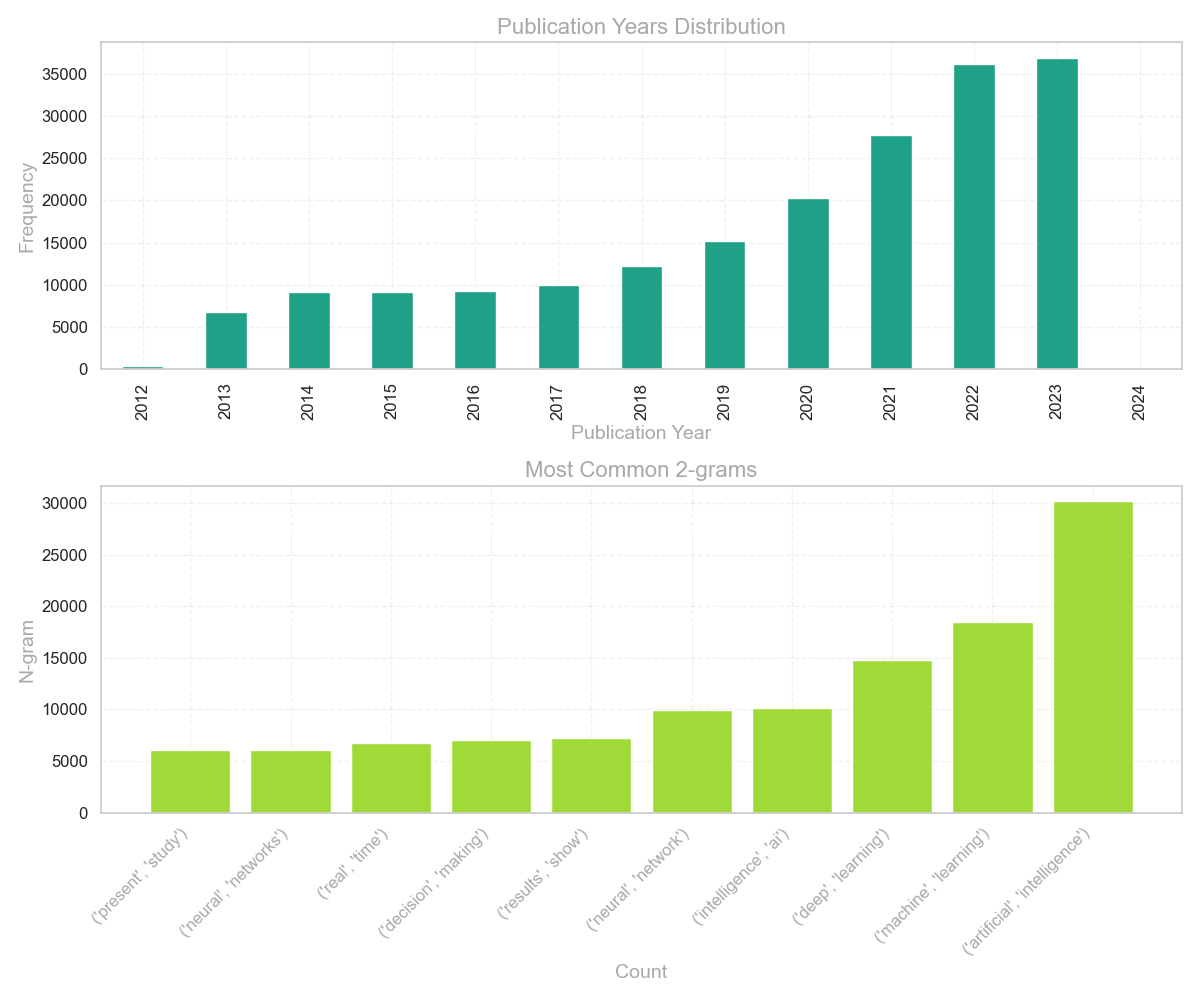 Publication Years Distribution
35000
30000
25000
20000
15000
10000
5000
0
Frequency
2012 2013 2014 2015 2016 2017 2018 2019 2020 2021 2022 2023 2024
Publication Year
Most Common 2-grams
30000
25000
20000
15000
10000
5000
0
N-gram
('present', 'study')
('neural', 'networks')
('real', 'time')
('decision', 'making')
('results', 'show')
('neural', 'network')
('intelligence', 'ai')
('deep', 'learning')
('machine', 'learning')
('artificial', 'intelligence')
Count